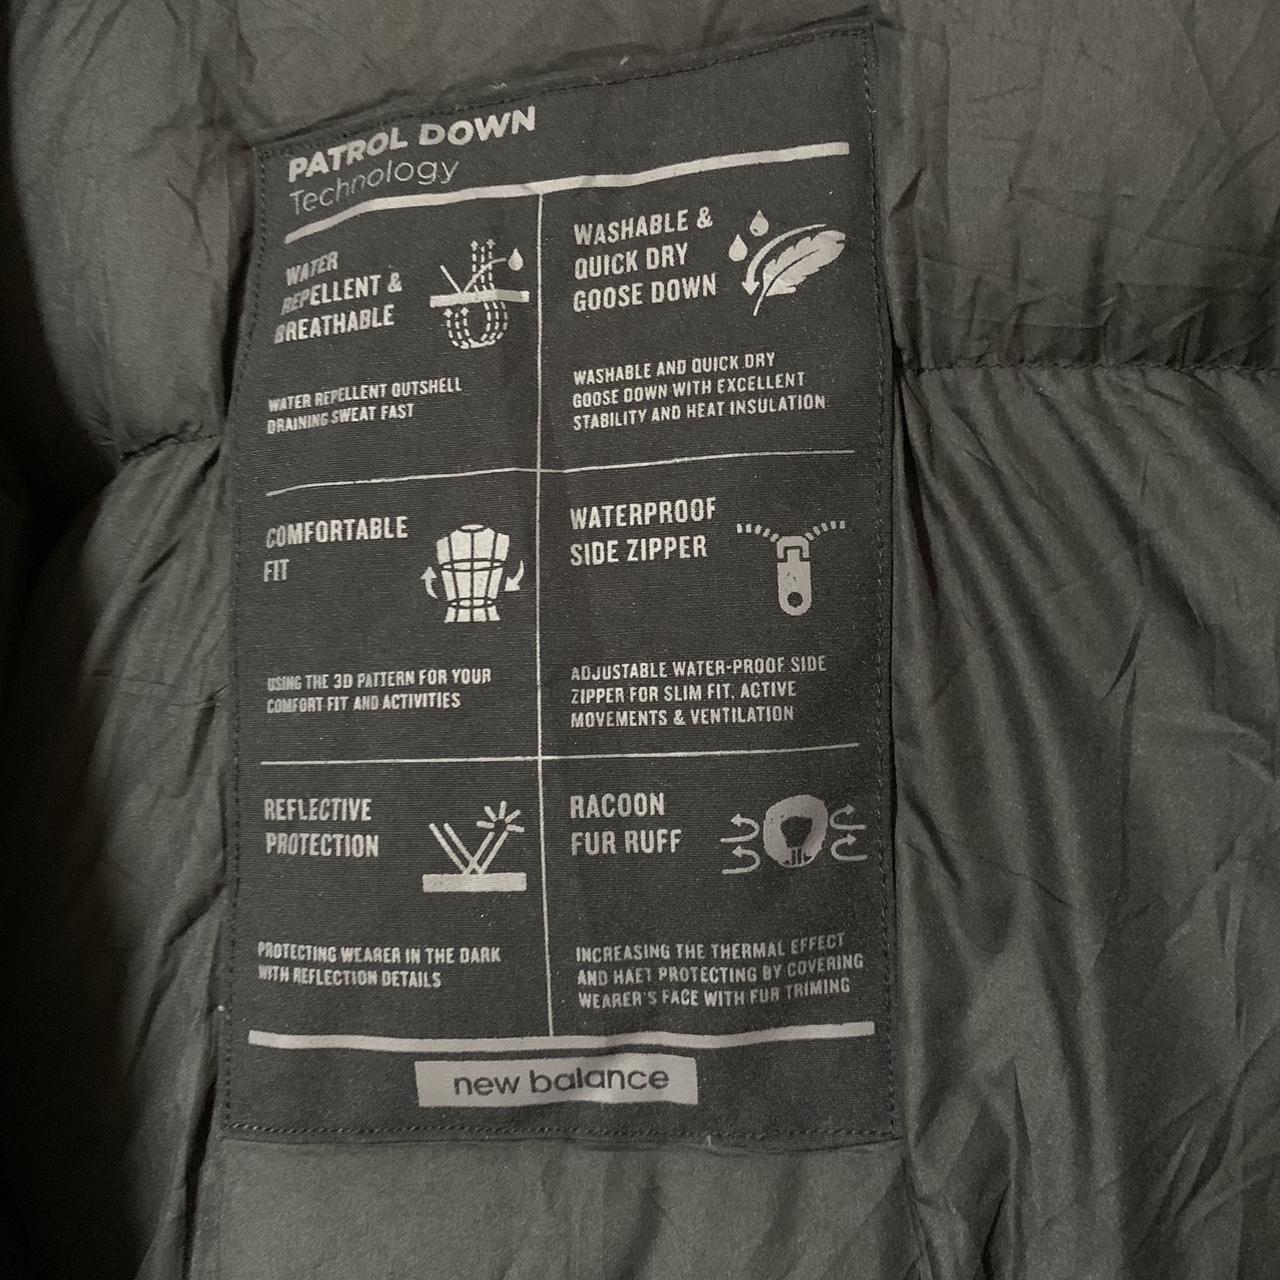 PATROL DOWN
Technology
WATER
REPELLENT &
BREATHABLE
WATER REPELLENT OUTSHELL
DRAINING SWEAT FAST
WASHABLE &
QUICK DRY
GOOSE DOWN
WASHABLE AND QUICK DRY
GOOSE DOWN WITH EXCELLENT
STABILITY AND HEAT INSULATION
COMFORTABLE
FIT
USING THE 3D PATTERN FOR YOUR
COMFORT FIT AND ACTIVITIES
WATERPROOF
SIDE ZIPPER
ADJUSTABLE WATER-PROOF SIDE
ZIPPER FOR SLIM FIT, ACTIVE
MOVEMENTS & VENTILATION
REFLECTIVE
PROTECTION
PROTECTING WEARER IN THE DARK
WITH REFLECTION DETAILS
RACOON
FUR RUFF
INCREASING THE THERMAL EFFECT
AND HAET PROTECTING BY COVERING
WEARER'S FACE WITH FUR TRIMING
new balance